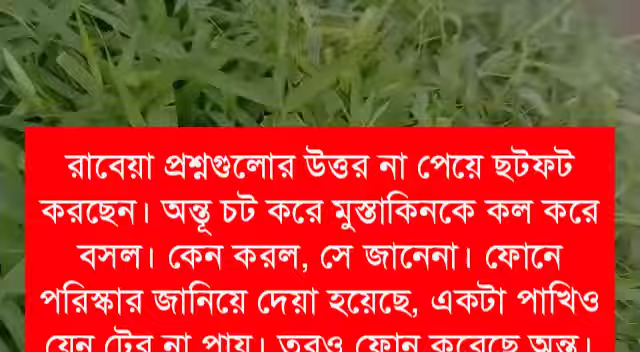 রাবেয়া প্রশ্নগুলোর উত্তর না পেয়ে ছটফট
করছেন। অন্তূ চট করে মুস্তাকিনকে কল করে
বসল। কেন করল, সে জানেনা। ফোনে
পরিস্কার জানিয়ে দেয়া হয়েছে, একটা পাখিও
যেন টের না পায়। তবুও ফোন করেছে অন্তু।